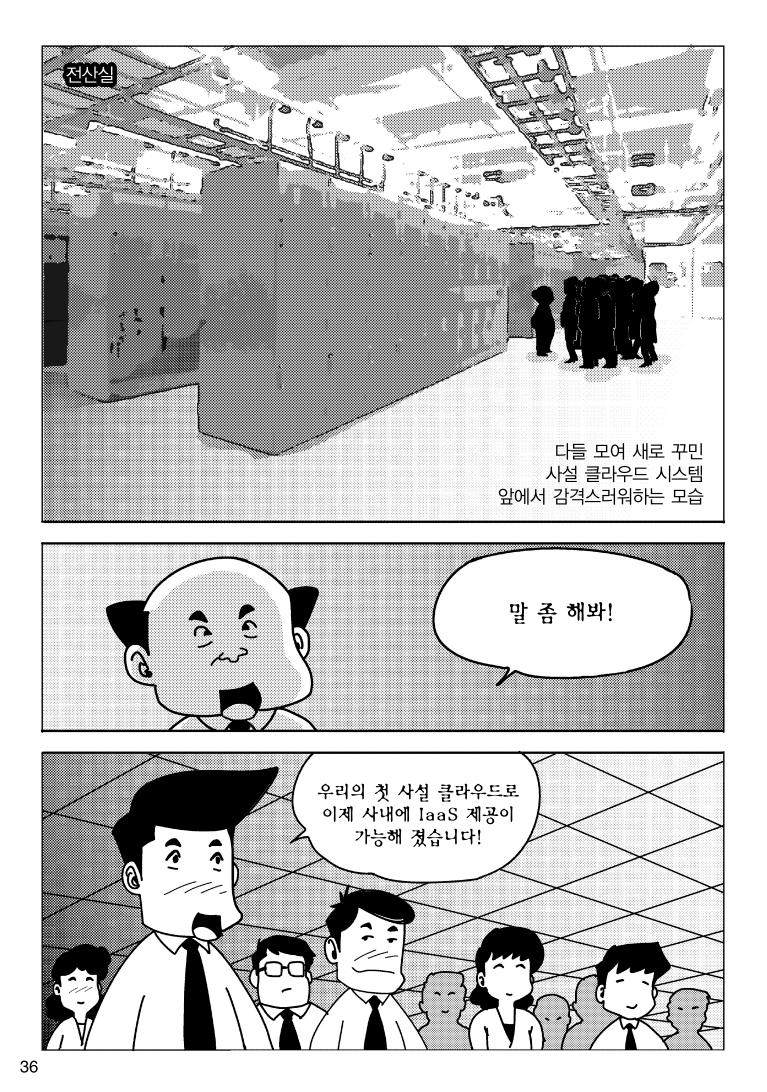 전산실
다들 모여 새로 꾸민
사설 클라우드 시스템
앞에서 감격스러워하는 모습
말 좀 해봐!
우리의 첫 사설 클라우드로
이제 사내에 IaaS 제공이
가능해 졌습니다!
36